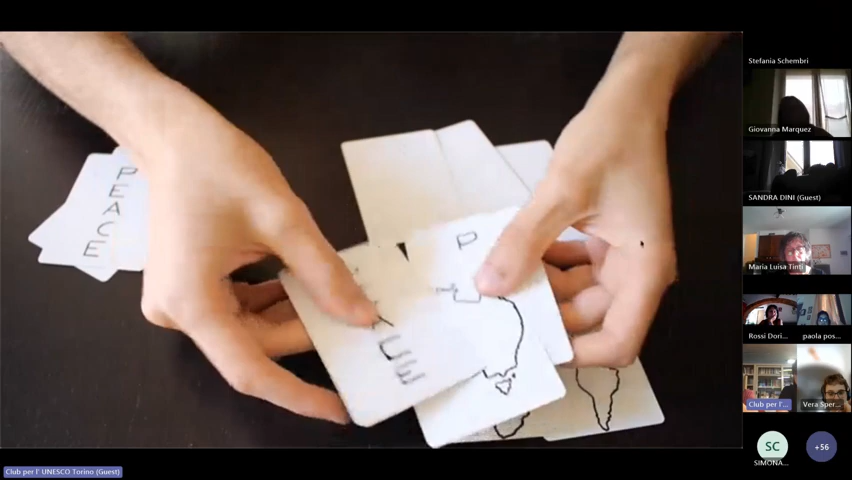 Stefania Schembri
Giovanna Marquez
SANDRA DINI (Guest)
Maria Luisa Tinti
Rossi Dori...
paola pos...
Club per l'...
Vera Sper...
SC
SIMONA...
+56
PEACE
P
Club per l' UNESCO Torino (Guest)